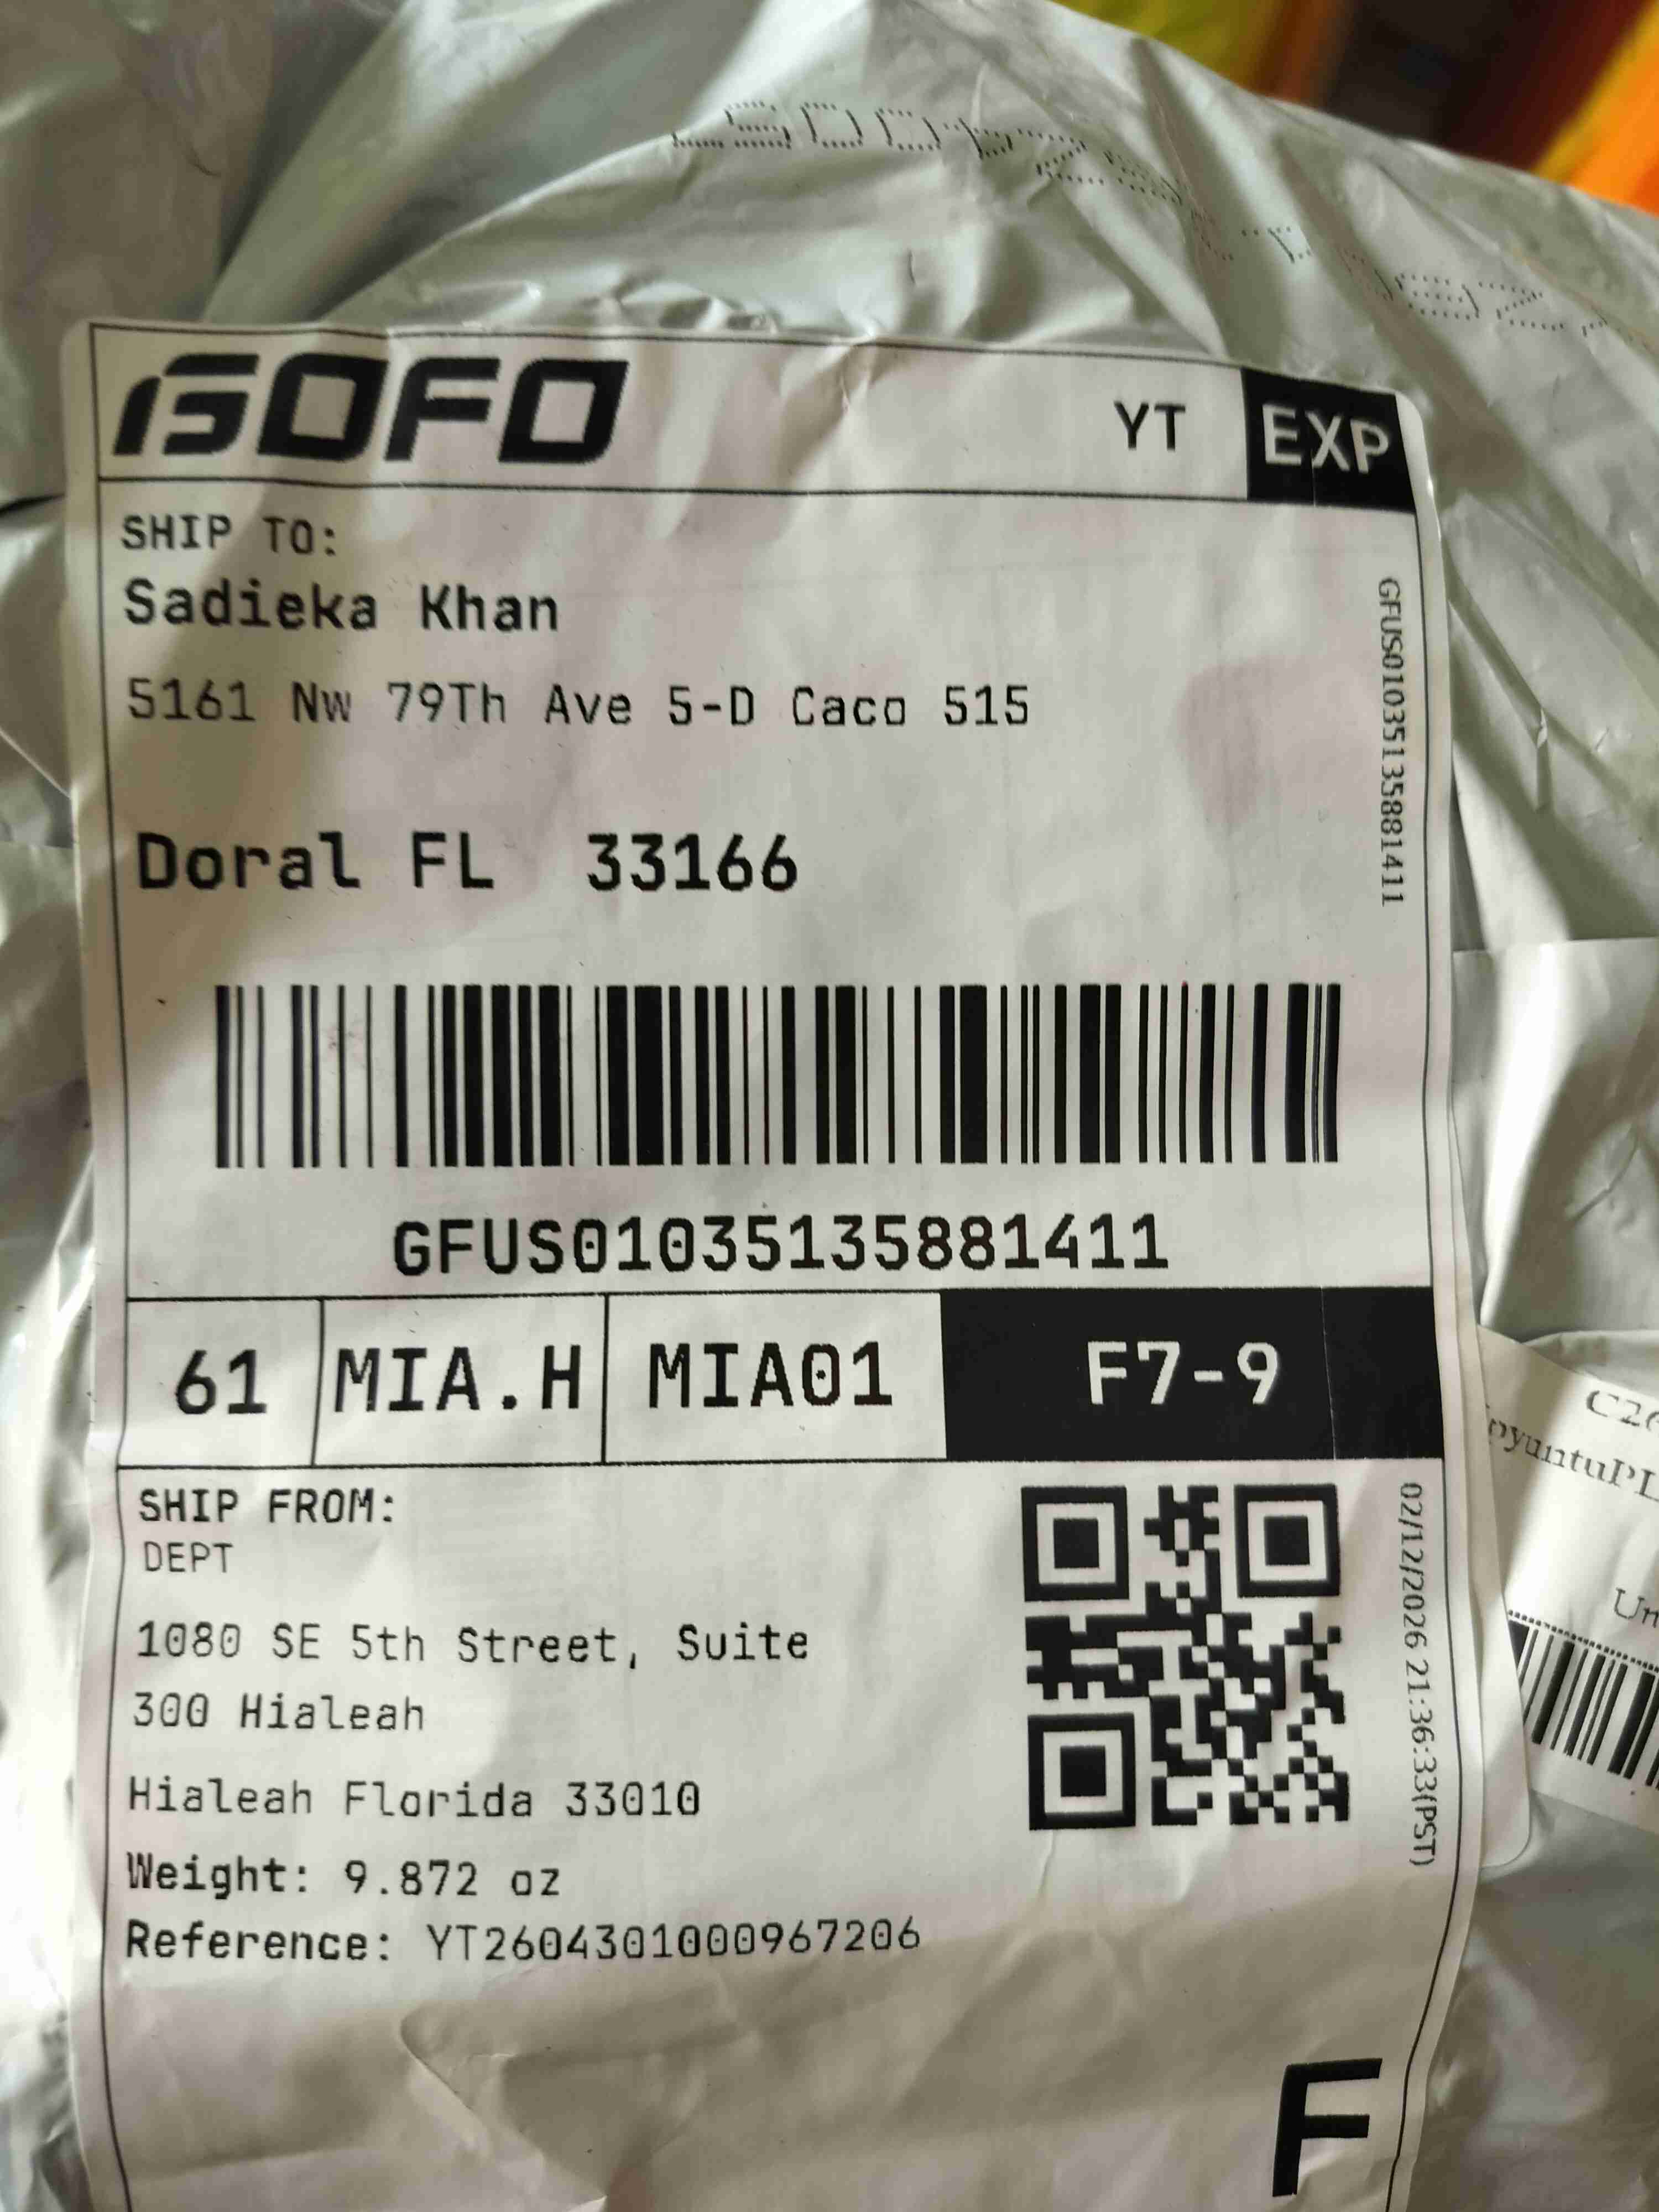 GOFO
YT EXP
SHIP TO:
Sadieka Khan
5161 Nw 79Th Ave 5-D Caco 515
Doral FL 33166
GFUS01035135881411
GFUS01035135881411
61 MIA.H MIA01 F7-9
SHIP FROM:
DEPT
1080 SE 5th Street, Suite
300 Hialeah
Hialeah Florida 33010
Weight: 9.872 oz
Reference: YT2604301000967206
02/12/2026 21:36:33(PST)
F